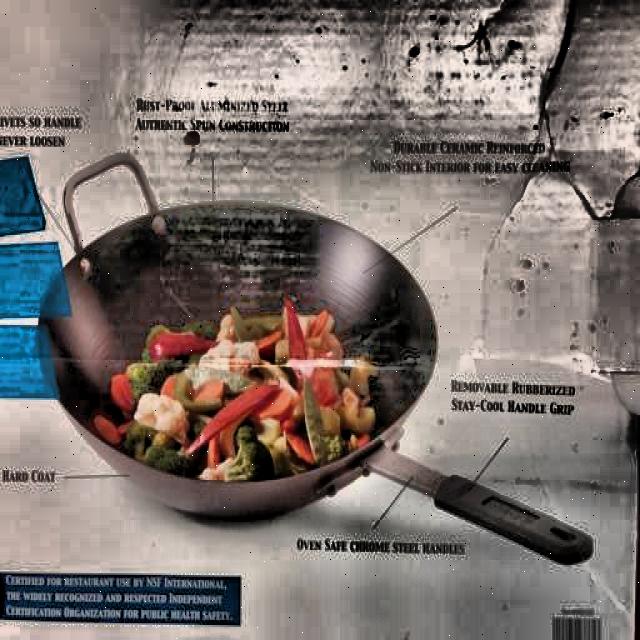 RUST-PROOF ALUMINIZED STEEL
AUTHENTIC SPUN CONSTRUCTION
IVETS SO HANDLE
EVER LOOSEN
DURABLE CERAMIC REINFORCED
NON-STICK INTERIOR FOR EASY CLEANING
REMOVABLE RUBBERIZED
STAY-COOL HANDLE GRIP
HARD COAT
OVEN SAFE CHROME STEEL HANDLES
CERTIFIED FOR RESTAURANT USE BY NSF INTERNATIONAL,
THE WIDELY RECOGNIZED AND RESPECTED INDEPENDENT
CERTIFICATION ORGANIZATION FOR PUBLIC HEALTH SAFETY.